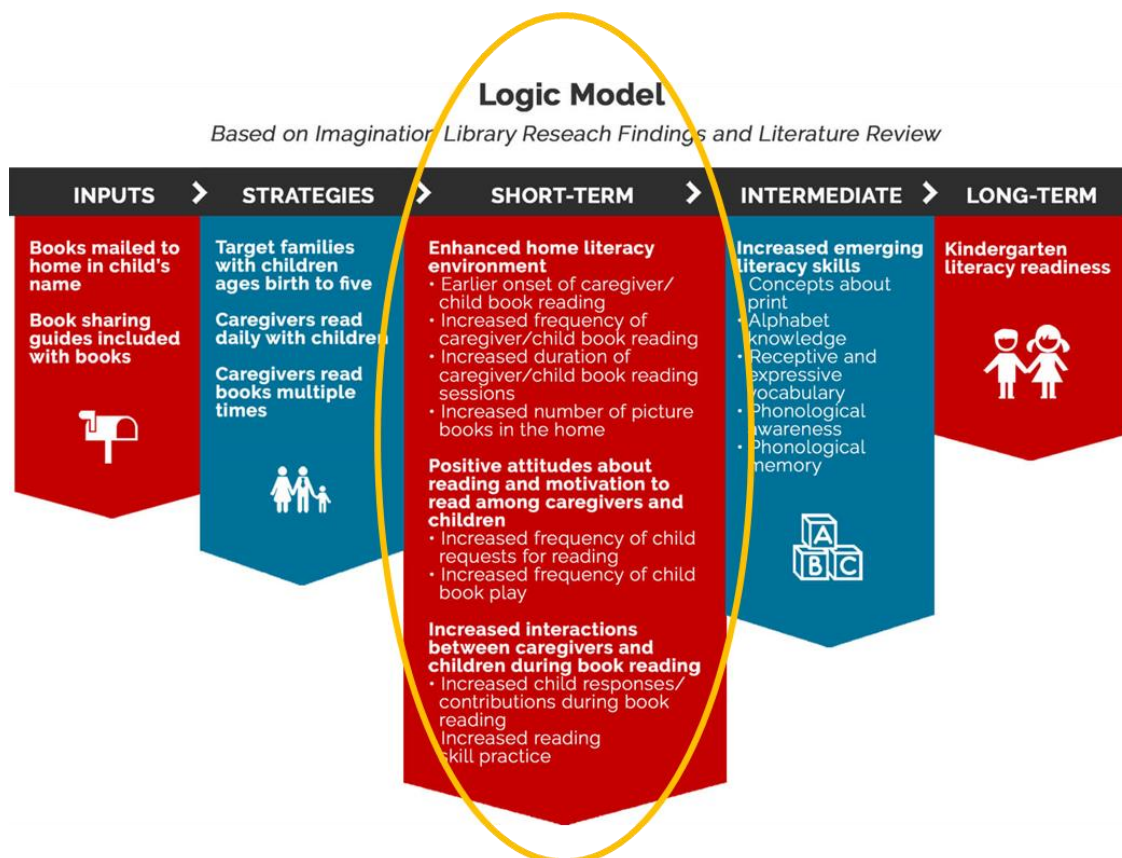 Logic Model
Based on Imagination Library Reseach Findings and Literature Review
INPUTS
STRATEGIES
SHORT-TERM
INTERMEDIATE
LONG-TERM
Books mailed to
home in child's
name
Book sharing
guides included
with books
Target families
with children
ages birth to five
Caregivers read
daily with children
Caregivers read
books multiple
times
Enhanced home literacy
environment
• Earlier onset of caregiver/
child book reading
• Increased frequency of
caregiver/child book reading
• Increased duration of
caregiver/child book reading
sessions
• Increased number of picture
books in the home
Positive attitudes about
reading and motivation to
read among caregivers and
children
• Increased frequency of child
requests for reading
• Increased frequency of child
book play
Increased interactions
between caregivers and
children during book reading
• Increased child responses/
contributions during book
reading
Increased reading
skill practice
Increased emerging
literacy skills
Concepts about
print
• Alphabet
knowledge
• Receptive and
expressive
vocabulary
• Phonological
awareness
• Phonological
memory
A
B C
Kindergarten
literacy readiness